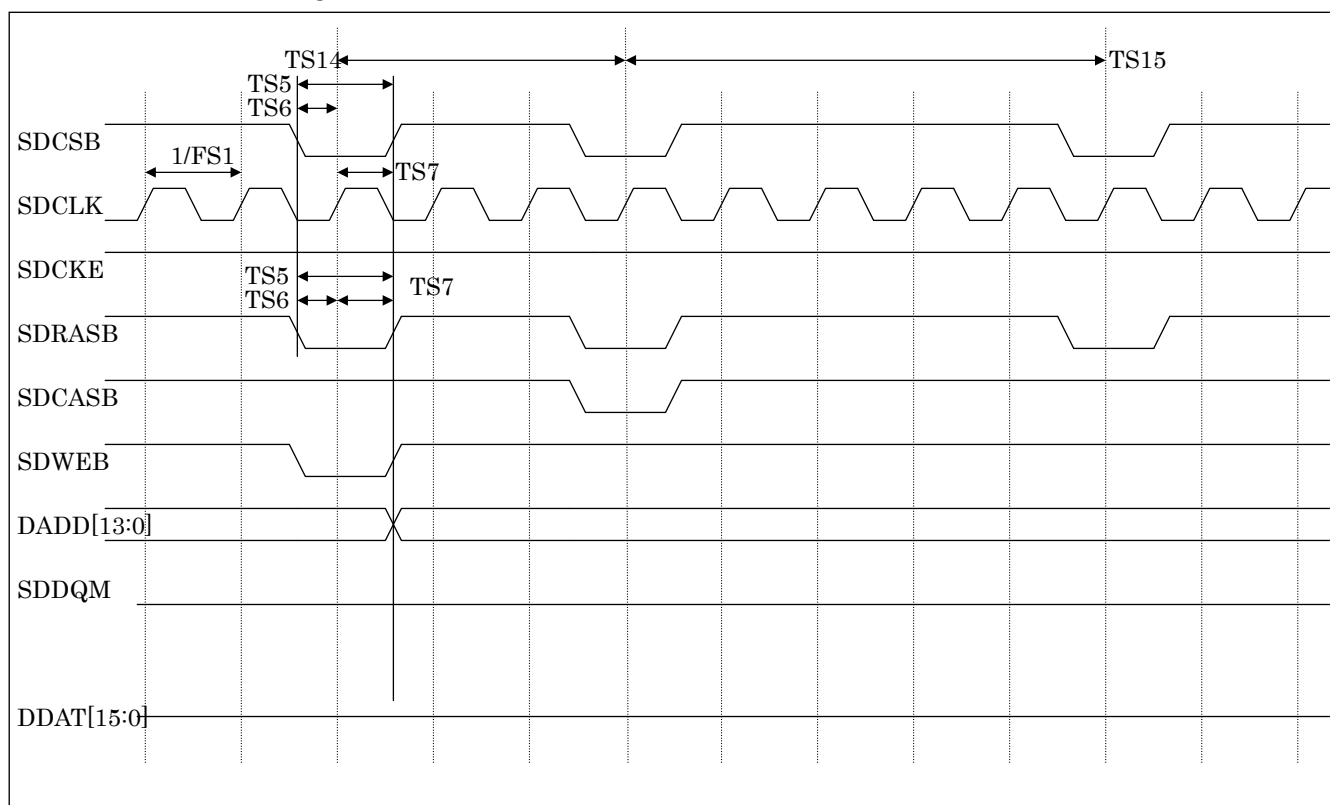 TS14
TS15
TS5
TS6
SDCSB
1/FS1
TS7
SDCLK
SDCKE
TS5
TS7
TS6
SDRASB
SDCASB
SDWEB
DADD[13:0]
SDDQM
DDAT[15:0]